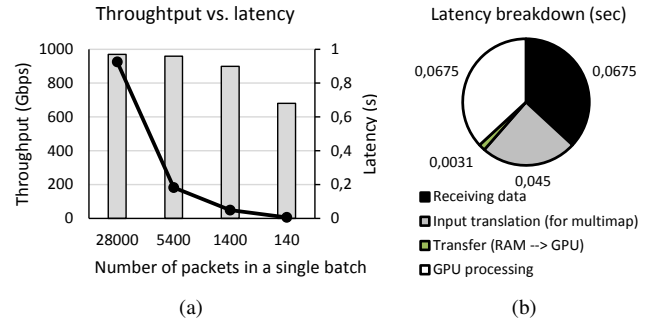 Throughtput vs. latency
Throughput (Gbps)
1000
800
600
400
200
0
28000 5400 1400 140
Number of packets in a single batch
1
0,8
0,6
0,4
0,2
0
Latency (s)
(a)
Latency breakdown (sec)
0,0675
0,0675
0,0031
0,045
Receiving data
Input translation (for multimap)
Transfer (RAM --> GPU)
GPU processing
(b)